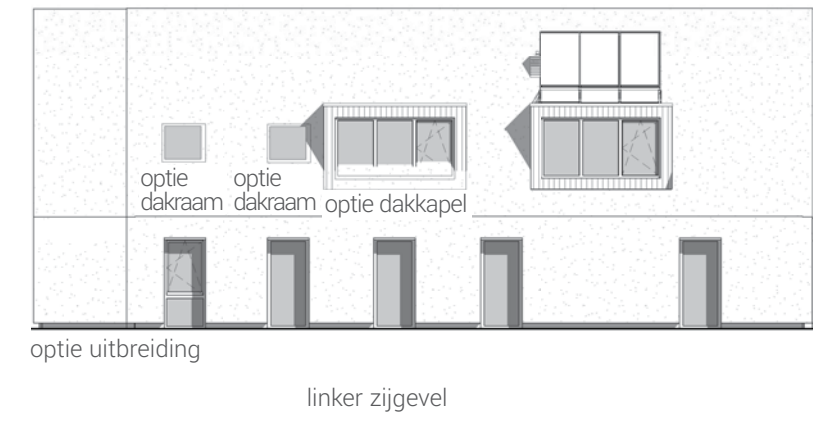 optie
dakraam
optie
dakraam
optie dakkapel
optie uitbreiding
linker zijgevel